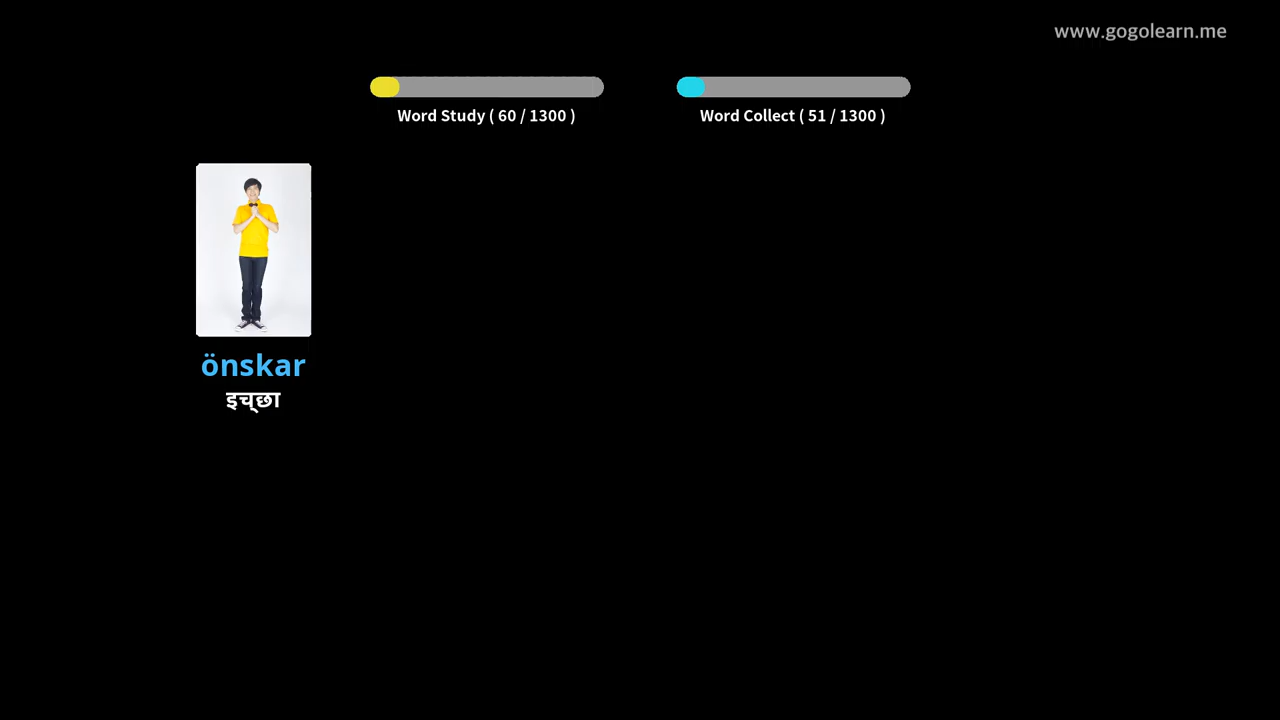 www.gogolearn.me
Word Study ( 60 / 1300 )
Word Collect ( 51 / 1300 )
önskar
इच्‌छा